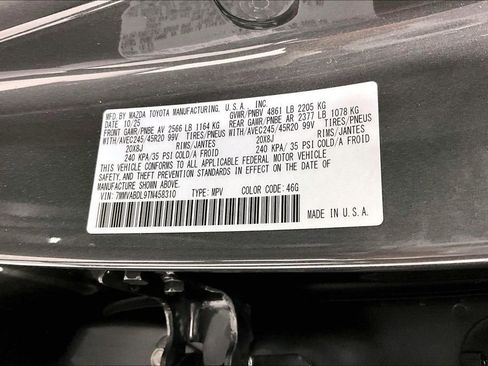 MFD. BY MAZDA TOYOTA MANUFACTURING, U.S.A., INC.
DATE: 10/25 GVWR/PNBV 4861 LB 2205 KG
FRONT GAWR/PNBE AV 2566 LB 1164 KG REAR GAWR/PNBE AR 2377 LB 1078 KG
WITH/AVEC245/45R20 99V WITH/AVEC245/45R20 99V
20X8J RIMS/JANTES 20X8J RIMS/JANTES
240 KPA/35 PSI COLD/A FROID 240 KPA/35 PSI COLD/A FROID
THIS VEHICLE CONFORMS TO ALL APPLICABLE FEDERAL MOTOR VEHICLE
SAFETY AND THEFT PREVENTION STANDARDS IN EFFECT ON THE DATE OF
MANUFACTURE SHOWN ABOVE.
VIN: 7MMVABDL9TN458310 TYPE: MPV COLOR CODE: 46G
MADE IN U.S.A.